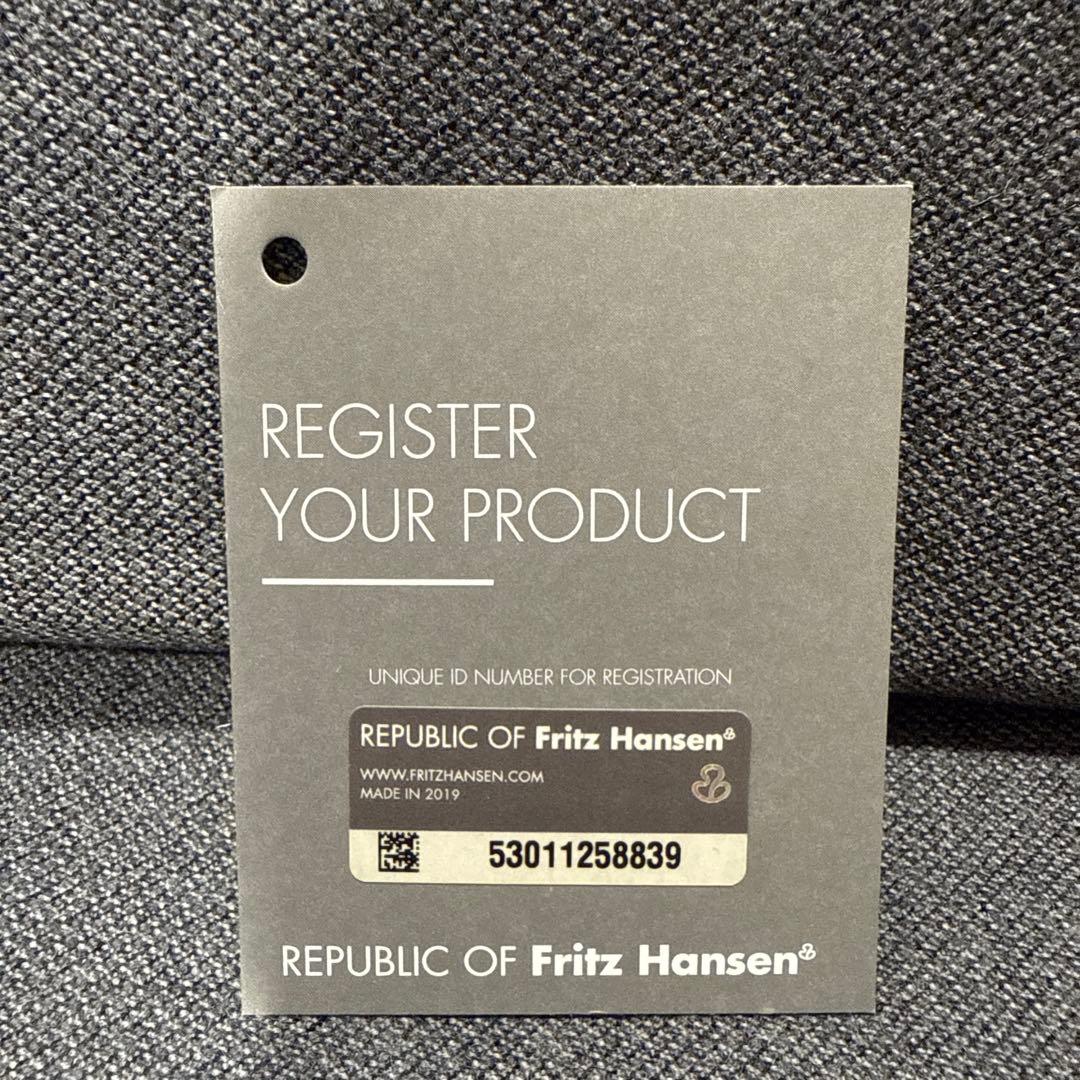 REGISTER
YOUR PRODUCT
UNIQUE ID NUMBER FOR REGISTRATION
REPUBLIC OF Fritz Hansen
WWW.FRITZHANSEN.COM
MADE IN 2019
53011258839
REPUBLIC OF Fritz Hansen